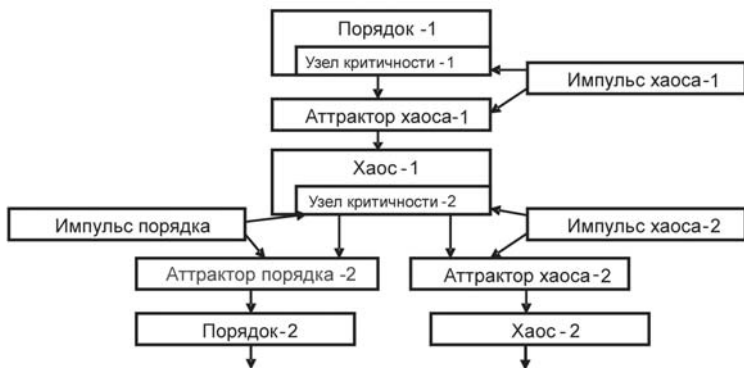 Порядок -1
Узел критичности -1
Импульс хаоса-1
Аттрактор хаоса-1
Хаос -1
Узел критичности -2
Импульс порядка
Импульс хаоса-2
Аттрактор порядка -2
Аттрактор хаоса-2
Порядок-2
Хаос - 2